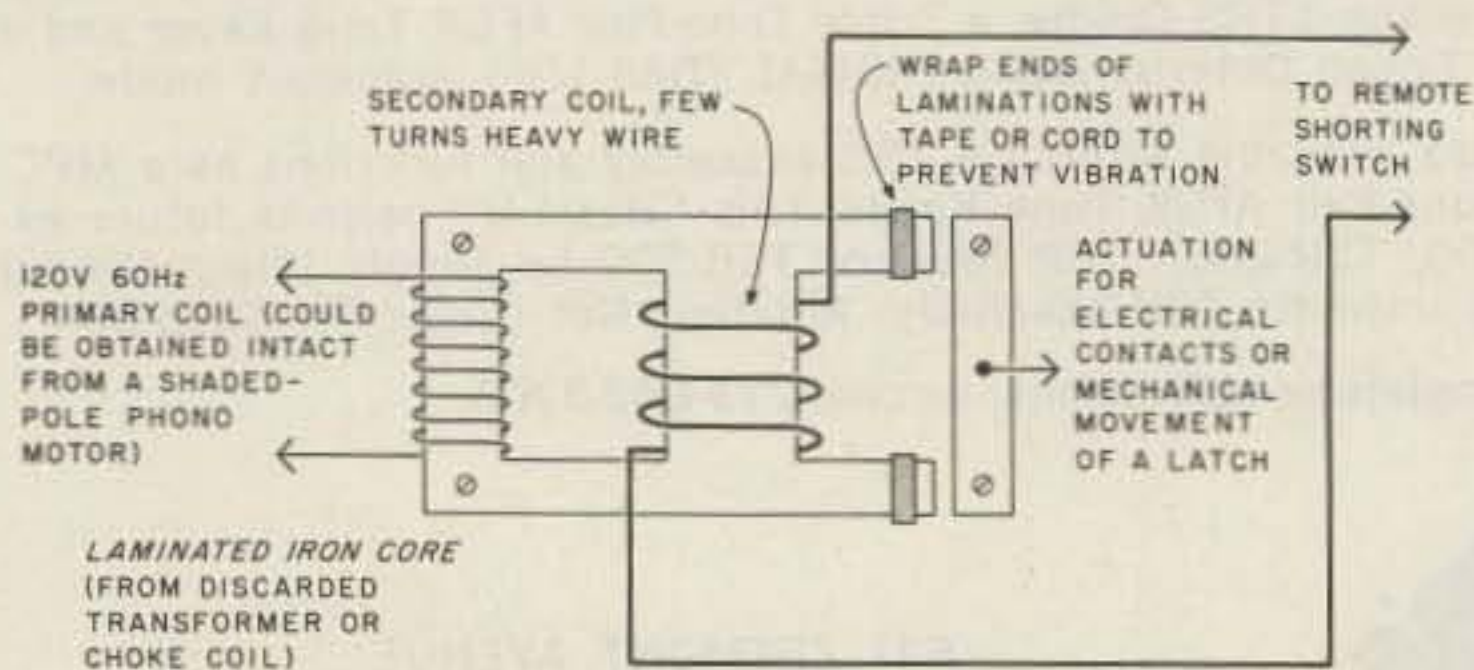 SECONDARY COIL, FEW
TURNS HEAVY WIRE
WRAP ENDS OF
LAMINATIONS WITH
TAPE OR CORD TO
PREVENT VIBRATION
TO REMOTE
SHORTING
SWITCH
120V 60Hz
PRIMARY COIL (COULD
BE OBTAINED INTACT
FROM A SHADED-
POLE PHONO
MOTOR)
ACTUATION
FOR
ELECTRICAL
CONTACTS OR
MECHANICAL
MOVEMENT
OF A LATCH
LAMINATED IRON CORE
(FROM DISCARDED
TRANSFORMER OR
CHOKE COIL)